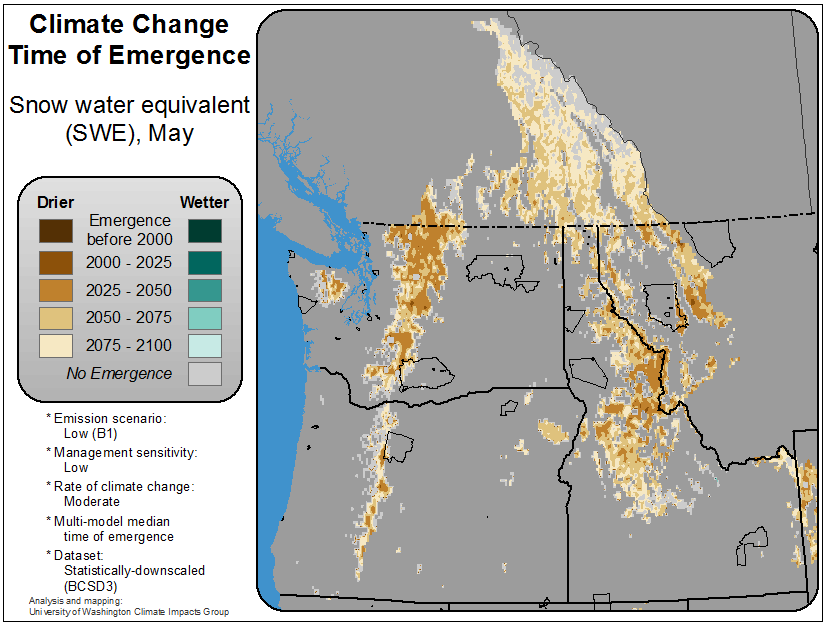 Climate Change
Time of Emergence
Snow water equivalent
(SWE), May
Drier Wetter
Emergence
before 2000
2000 - 2025
2025 - 2050
2050 - 2075
2075 - 2100
No Emergence
* Emission scenario:
Low (B1)
* Management sensitivity:
Low
* Rate of climate change:
Moderate
* Multi-model median
time of emergence
* Dataset:
Statistically-downscaled
(BCSD3)
Analysis and mapping:
University of Washington Climate Impacts Group